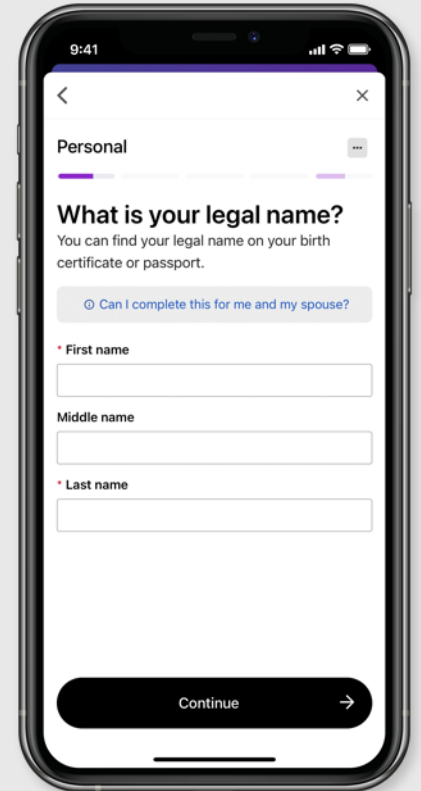 9:41
Personal
What is your legal name?
You can find your legal name on your birth
certificate or passport.
Can I complete this for me and my spouse?
* First name
Middle name
* Last name
Continue